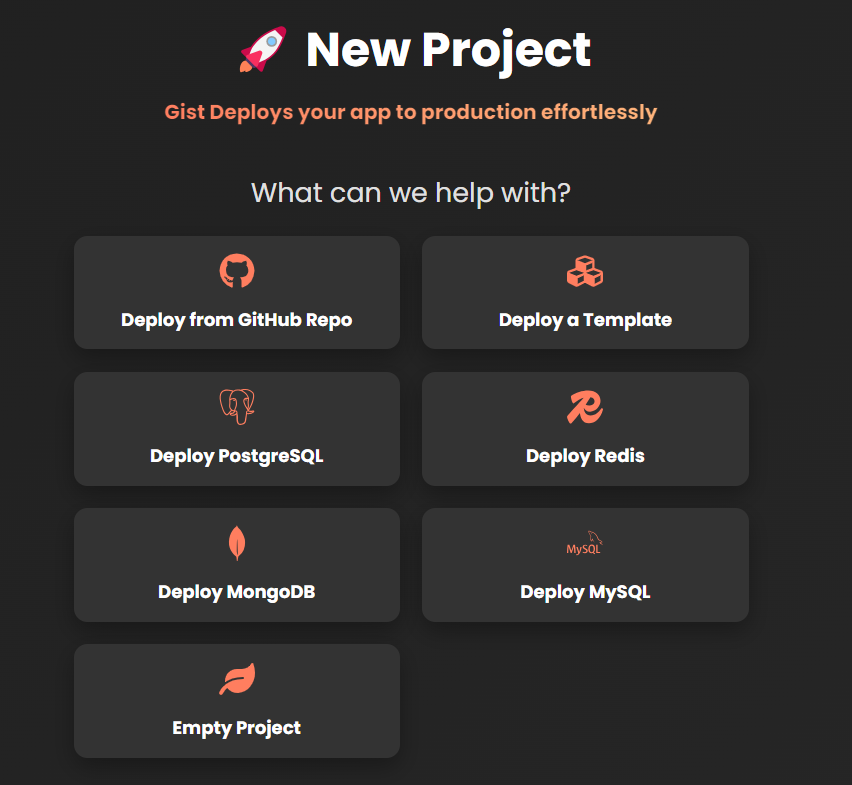 New Project
Gist Deploys your app to production effortlessly
What can we help with?
Deploy from GitHub Repo
Deploy a Template
Deploy PostgreSQL
Deploy Redis
Deploy MongoDB
MySQL
Deploy MySQL
Empty Project